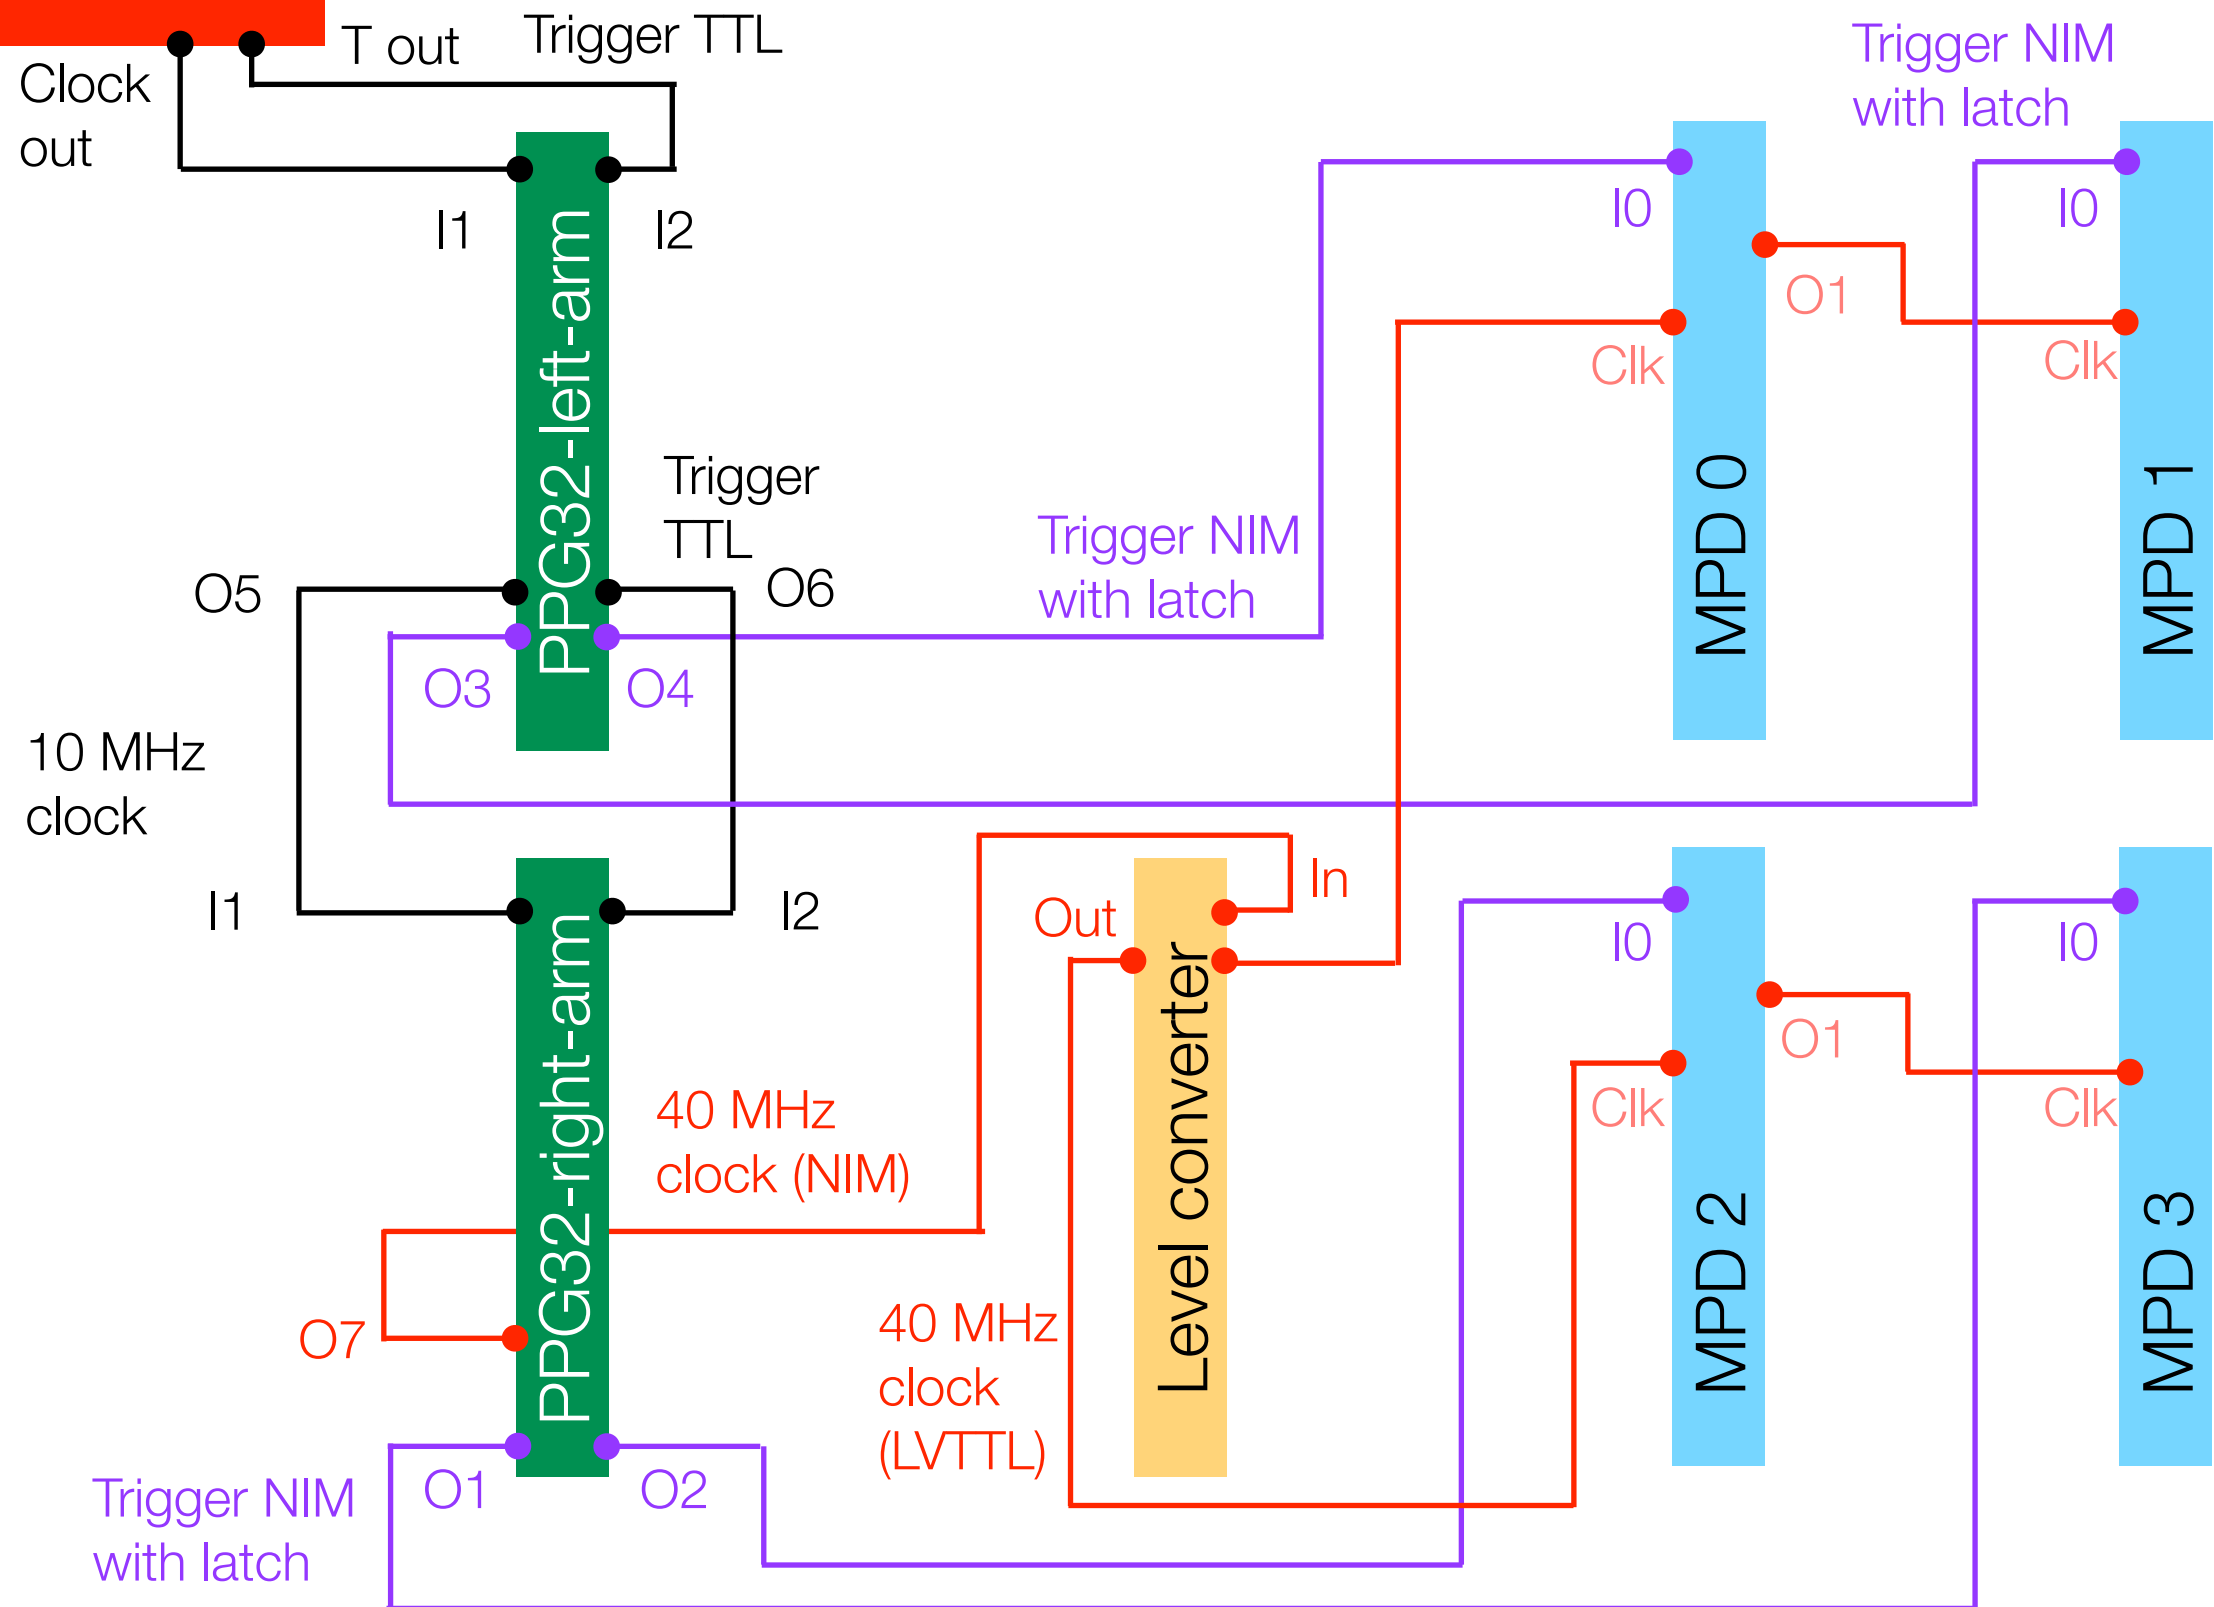 T out
Trigger TTL
Trigger NIM
with latch
Clock
out
I1
I2
PPG32-left-arm
I0
I0
O1
Clk
Clk
MPD 0
MPD 1
Trigger
TTL
Trigger NIM
with latch
O5
O6
O3
O4
10 MHz
clock
I1
I2
PPG32-right-arm
In
Out
Level converter
I0
I0
O1
Clk
Clk
MPD 2
MPD 3
40 MHz
clock (NIM)
O7
40 MHz
clock
(LVTTL)
O1
O2
Trigger NIM
with latch